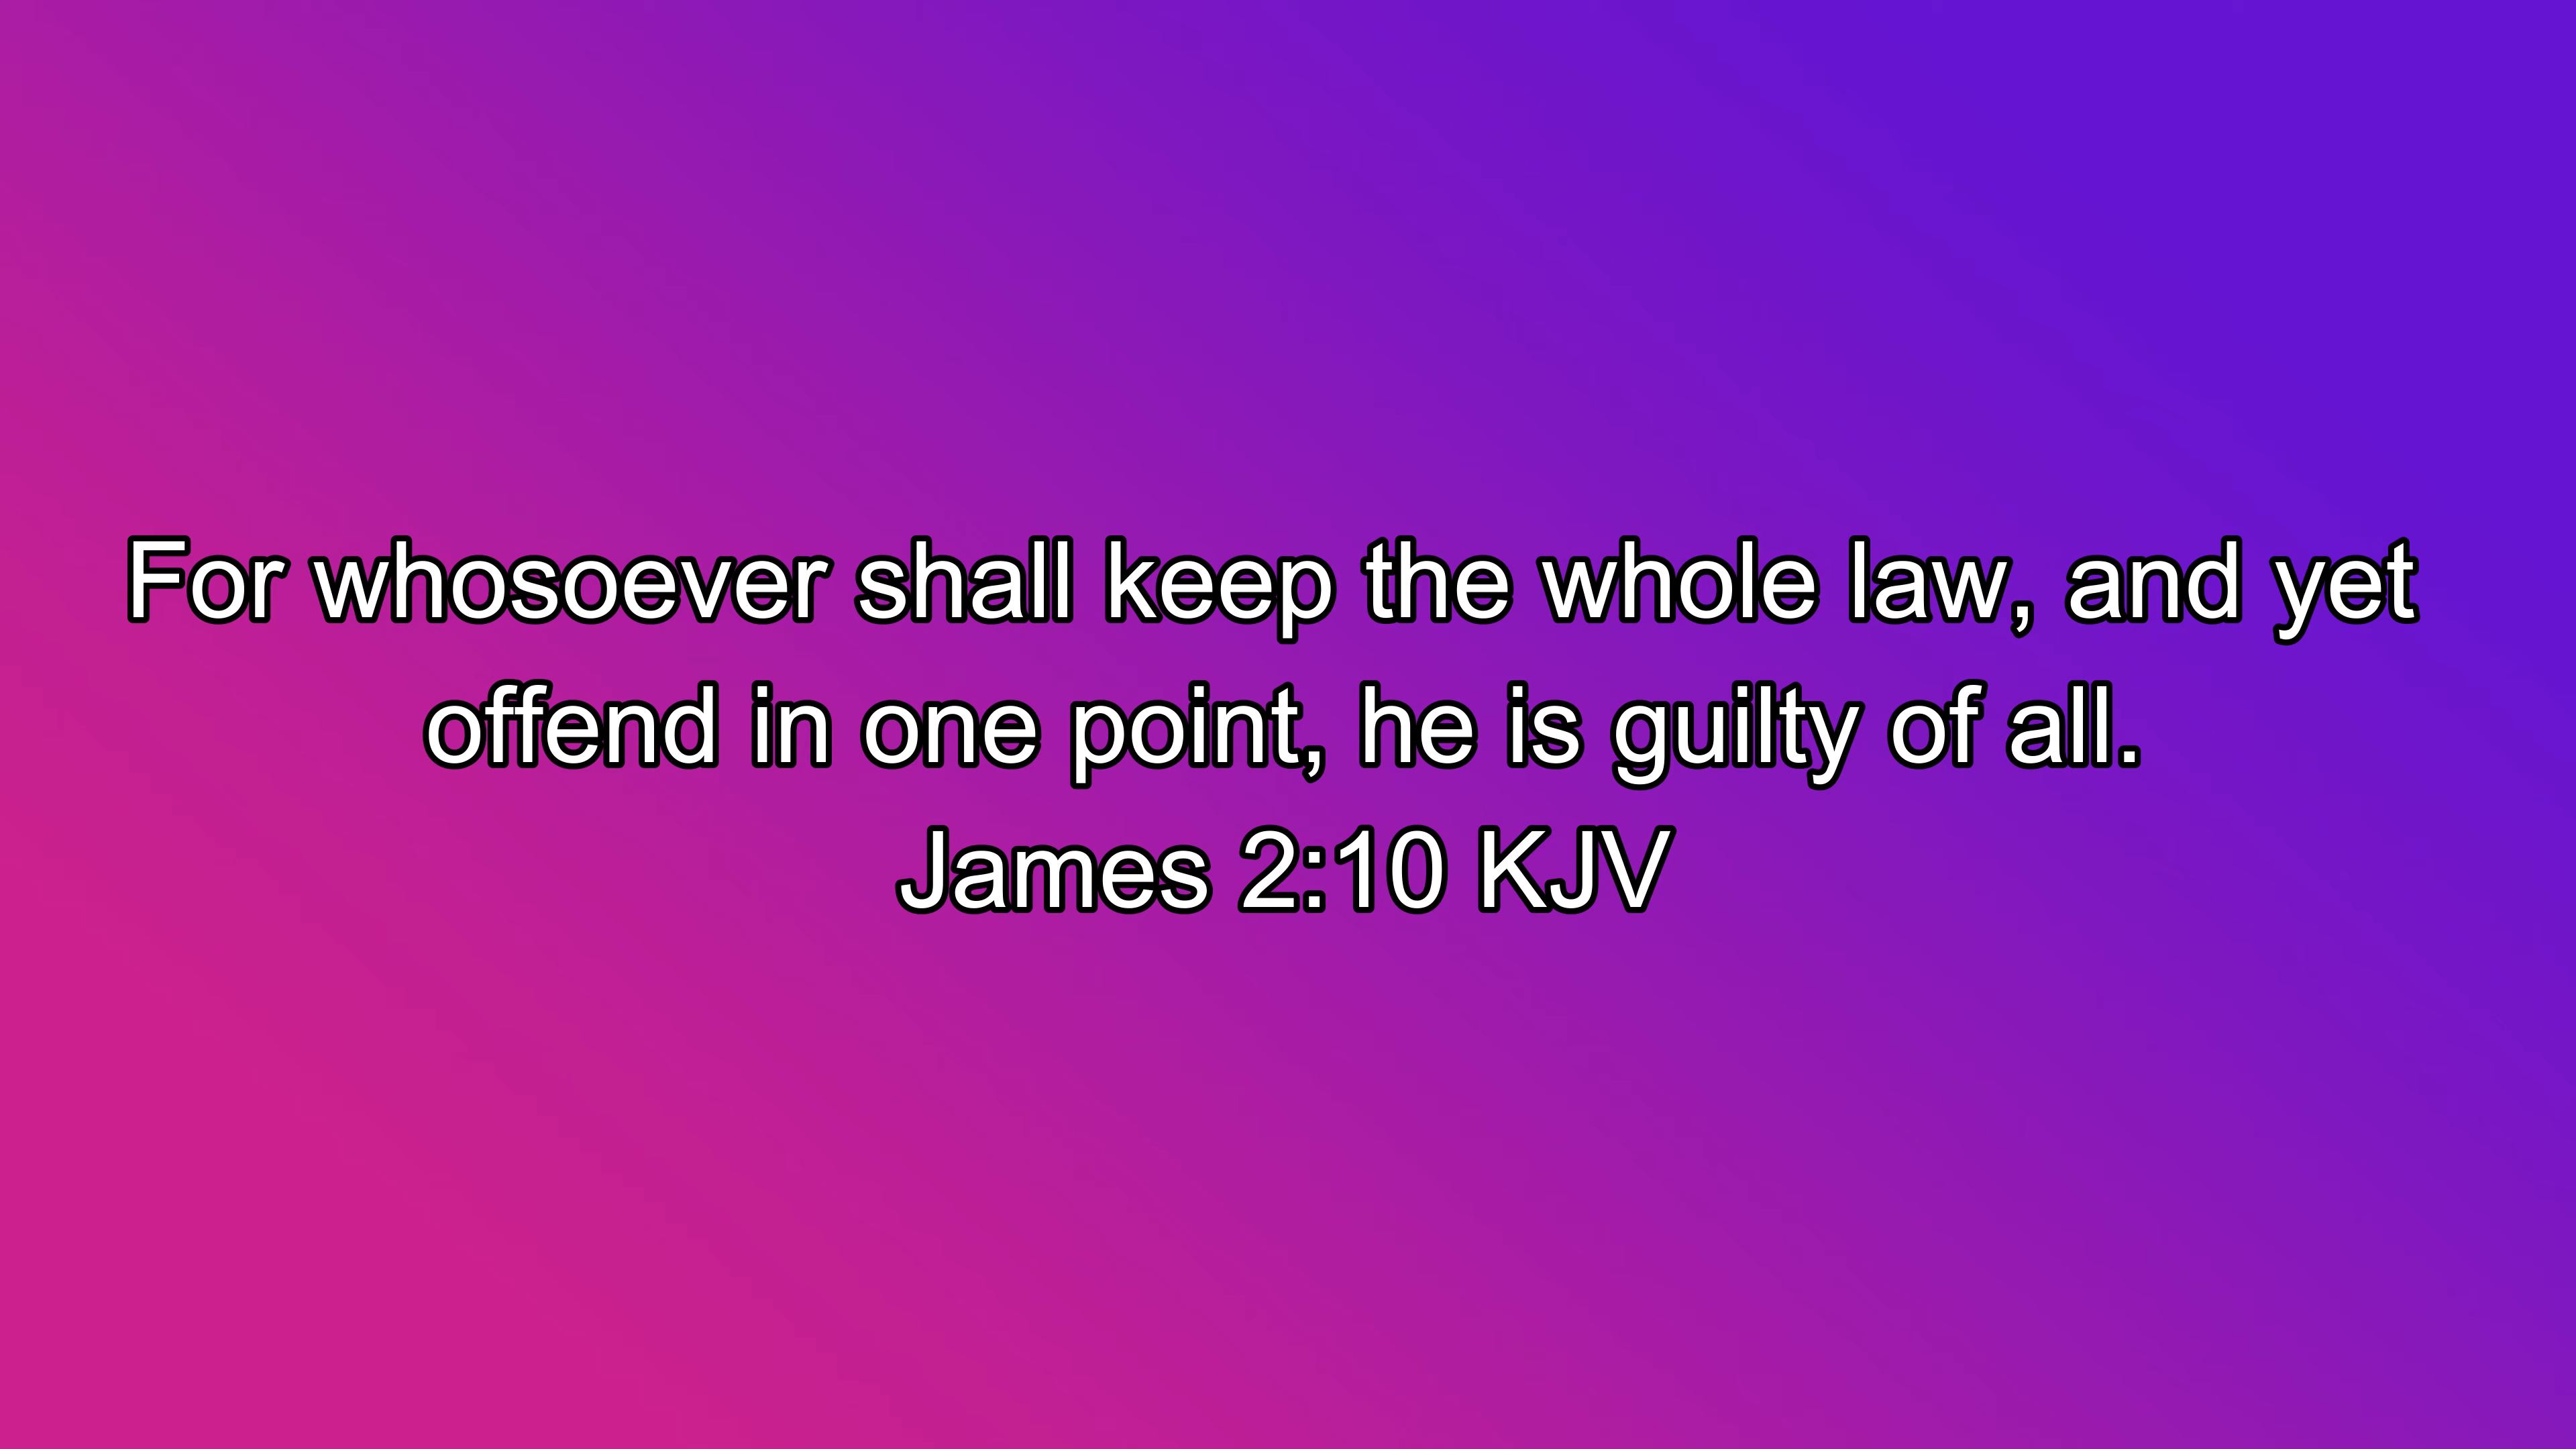 For whosoever shall keep the whole law, and yet
offend in one point, he is guilty of all.
James 2:10 KJV